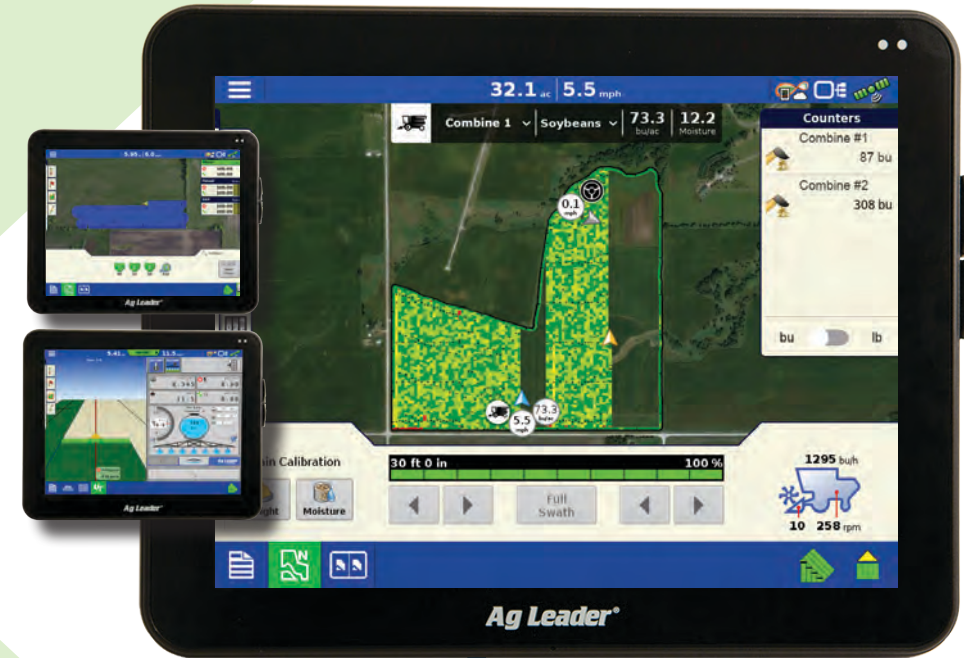 32.1 ac 5.5 mph
Combine 1 Soybeans 73.3 bu/ac 12.2 Moisture
Counters
Combine #1
87 bu
Combine #2
308 bu
bu lb
0.1 mph
73.3 bu/ac
5.5 mph
in Calibration
ght Moisture
30 ft 0 in 100 %
Full Swath
1295 bu/h
10 258 rpm
Ag Leader®
Ag Leader®
Ag Leader®